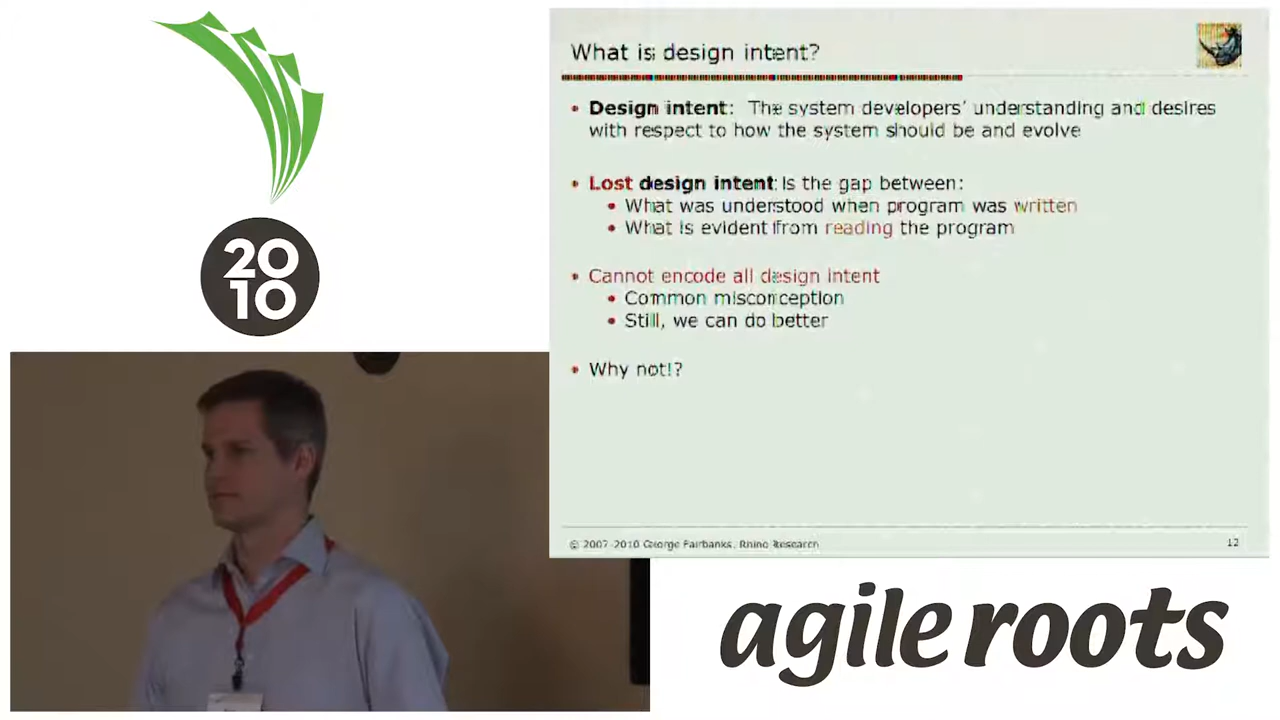 20
10
What is design intent?
Design intent: The system developers' understanding and desires
with respect to how the system should be and evolve
Lost design intent is the gap between:
What was understood when program was written
What is evident from reading the program
Cannot encode all design intent
Common misconception
Still, we can do better
Why not!?
© 2007-2010 George Fairbanks, Rhino Research
12
agile roots